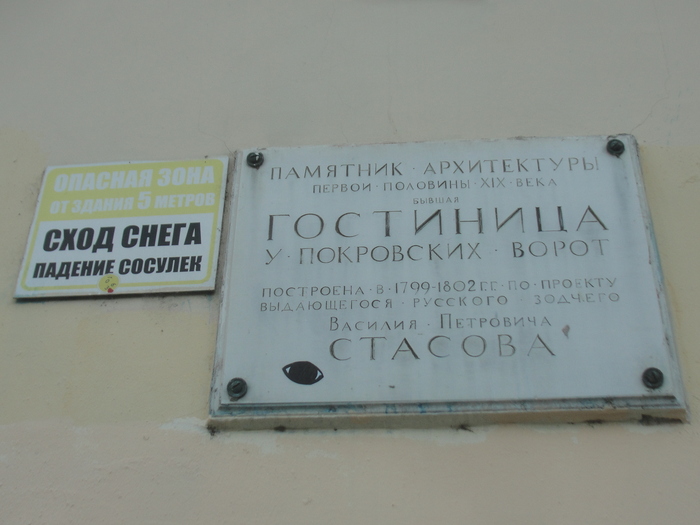 ОПАСНАЯ ЗОНА
ОТ ЗДАНИЯ 5 МЕТРОВ
СХОД СНЕГА
ПАДЕНИЕ СОСУЛЕК
ПАМЯТНИК · АРХИТЕКТУРЫ
ПЕРВОЙ · ПОЛОВИНЫ · XIX · ВЕКА
БЫВШАЯ
ГОСТИНИЦА
У · ПОКРОВСКИХ · ВОРОТ
ПОСТРОЕНА · В · 1799-1802 ГГ. · ПО · ПРОЕКТУ
ВЫДАЮЩЕГОСЯ · РУССКОГО · ЗОДЧЕГО
ВАСИЛИЯ · ПЕТРОВИЧА
СТАСОВА